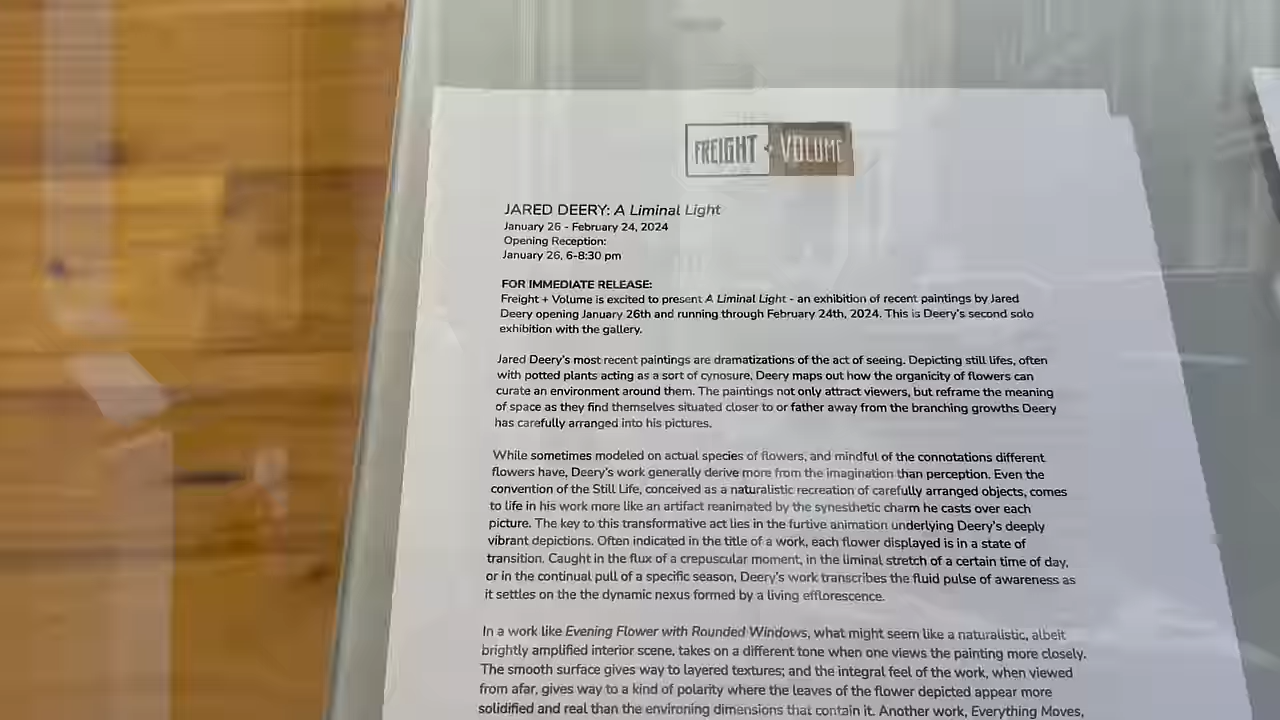 FREIGHT + VOLUME
JARED DEERY: A Liminal Light
January 26 - February 24, 2024
Opening Reception:
January 26, 6-8:30 pm
FOR IMMEDIATE RELEASE:
Freight + Volume is excited to present A Liminal Light - an exhibition of recent paintings by Jared
Deery opening January 26th and running through February 24th, 2024. This is Deery's second solo
exhibition with the gallery.
Jared Deery's most recent paintings are dramatizations of the act of seeing. Depicting still lifes, often
with potted plants acting as a sort of cynosure, Deery maps out how the organicity of flowers can
curate an environment around them. The paintings not only attract viewers, but reframe the meaning
of space as they find themselves situated closer to or father away from the branching growths Deery
has carefully arranged into his pictures.
While sometimes modeled on actual species of flowers, and mindful of the connotations different
flowers have, Deery's work generally derive more from the imagination than perception. Even the
convention of the Still Life, conceived as a naturalistic recreation of carefully arranged objects, comes
to life in his work more like an artifact reanimated by the synesthetic charm he casts over each
picture. The key to this transformative act lies in the furtive animation underlying Deery's deeply
vibrant depictions. Often indicated in the title of a work, each flower displayed is in a state of
transition. Caught in the flux of a crepuscular moment, in the liminal stretch of a certain time of day,
or in the continual pull of a specific season, Deery's work transcribes the fluid pulse of awareness as
it settles on the the dynamic nexus formed by a living efflorescence.
In a work like Evening Flower with Rounded Windows, what might seem like a naturalistic, albeit
brightly amplified interior scene, takes on a different tone when one views the painting more closely.
The smooth surface gives way to layered textures; and the integral feel of the work, when viewed
from afar, gives way to a kind of polarity where the leaves of the flower depicted appear more
solidified and real than the environing dimensions that contain it. Another work, Everything Moves,